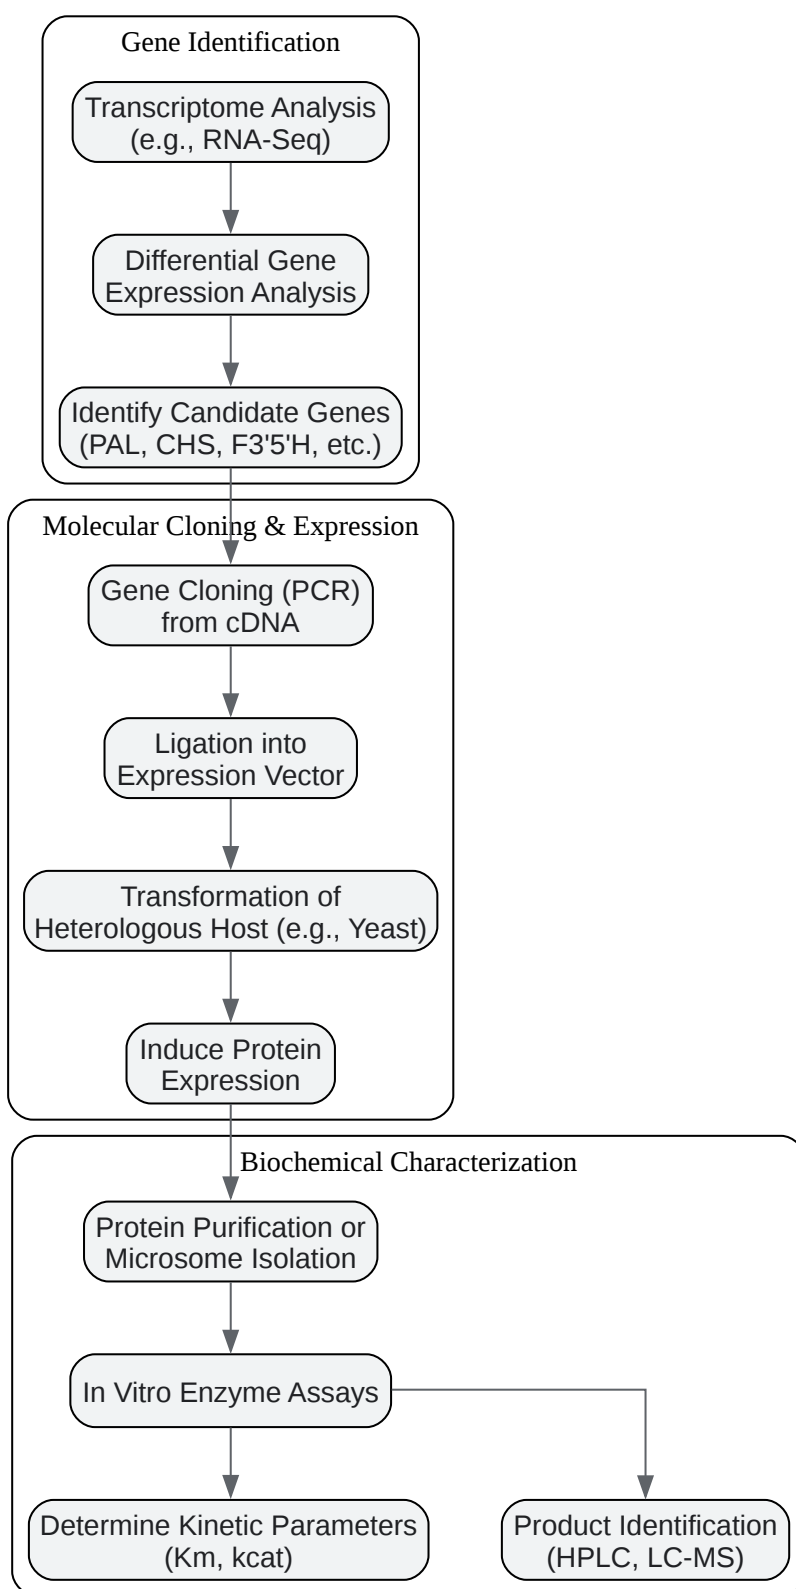 Gene Identification
Transcriptome Analysis
(e.g., RNA-Seq)
Differential Gene
Expression Analysis
Identify Candidate Genes
(PAL, CHS, F3'5'H, etc.)
Molecular Cloning & Expression
Gene Cloning (PCR)
from cDNA
Ligation into
Expression Vector
Transformation of
Heterologous Host (e.g., Yeast)
Induce Protein
Expression
Biochemical Characterization
Protein Purification or
Microsome Isolation
In Vitro Enzyme Assays
Determine Kinetic Parameters
(Km, kcat)
Product Identification
(HPLC, LC-MS)